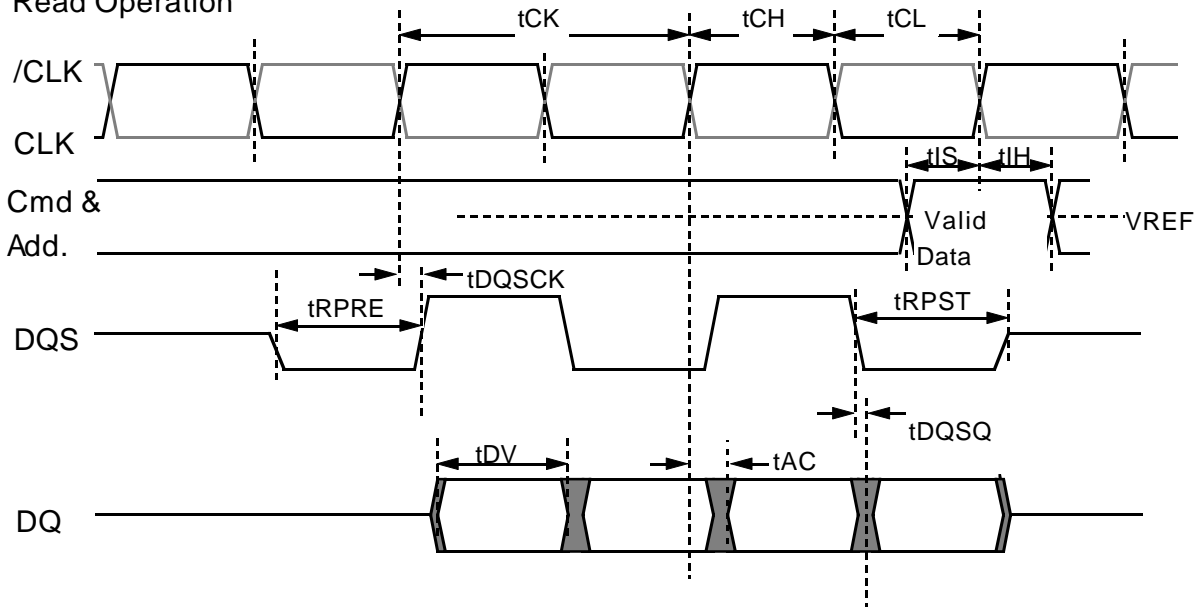 Read Operation
tCK
tCH
tCL
/CLK
CLK
tIS
tIH
Cmd &
Add.
Valid
Data
VREF
tDQSCK
tRPRE
tRPST
DQS
tDQSQ
tDV
tAC
DQ